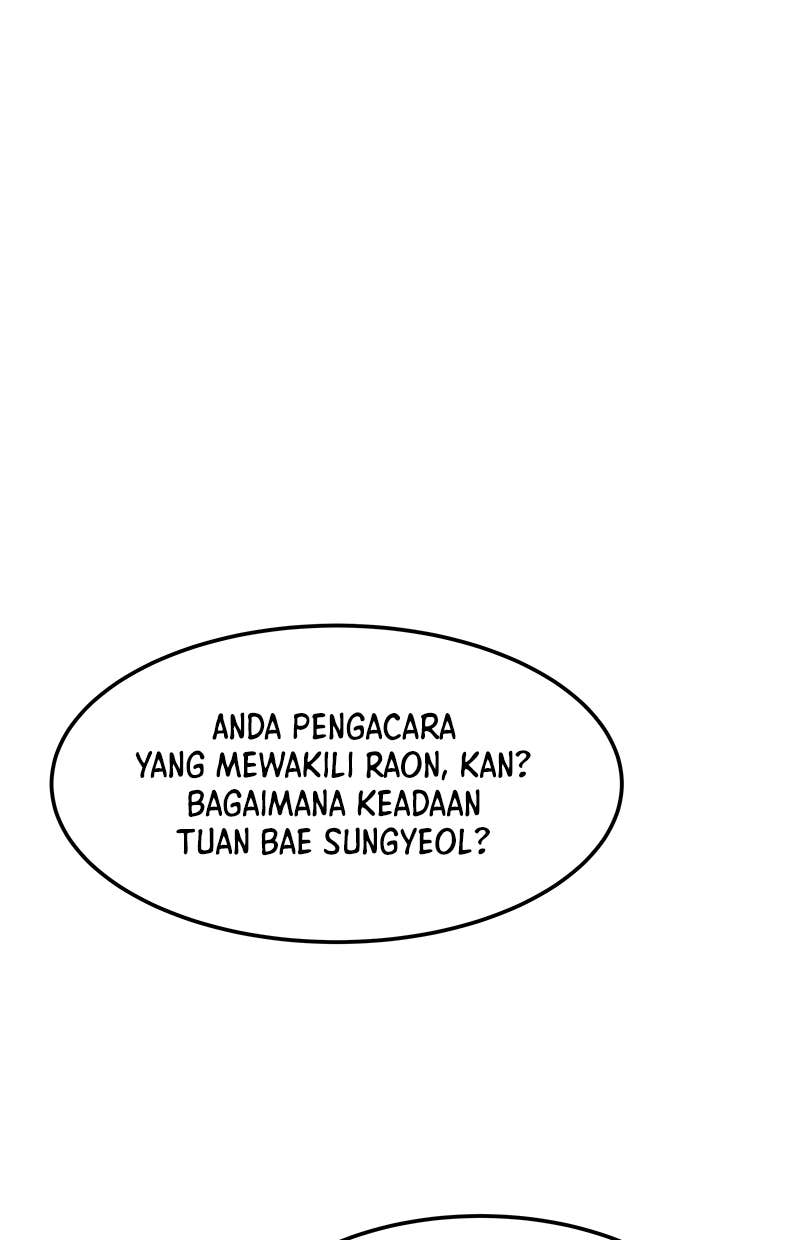 ANDA PENGACARA
YANG MEWAKILI RAON, KAN?
BAGAIMANA KEADAAN
TUAN BAE SUNGYEOL?